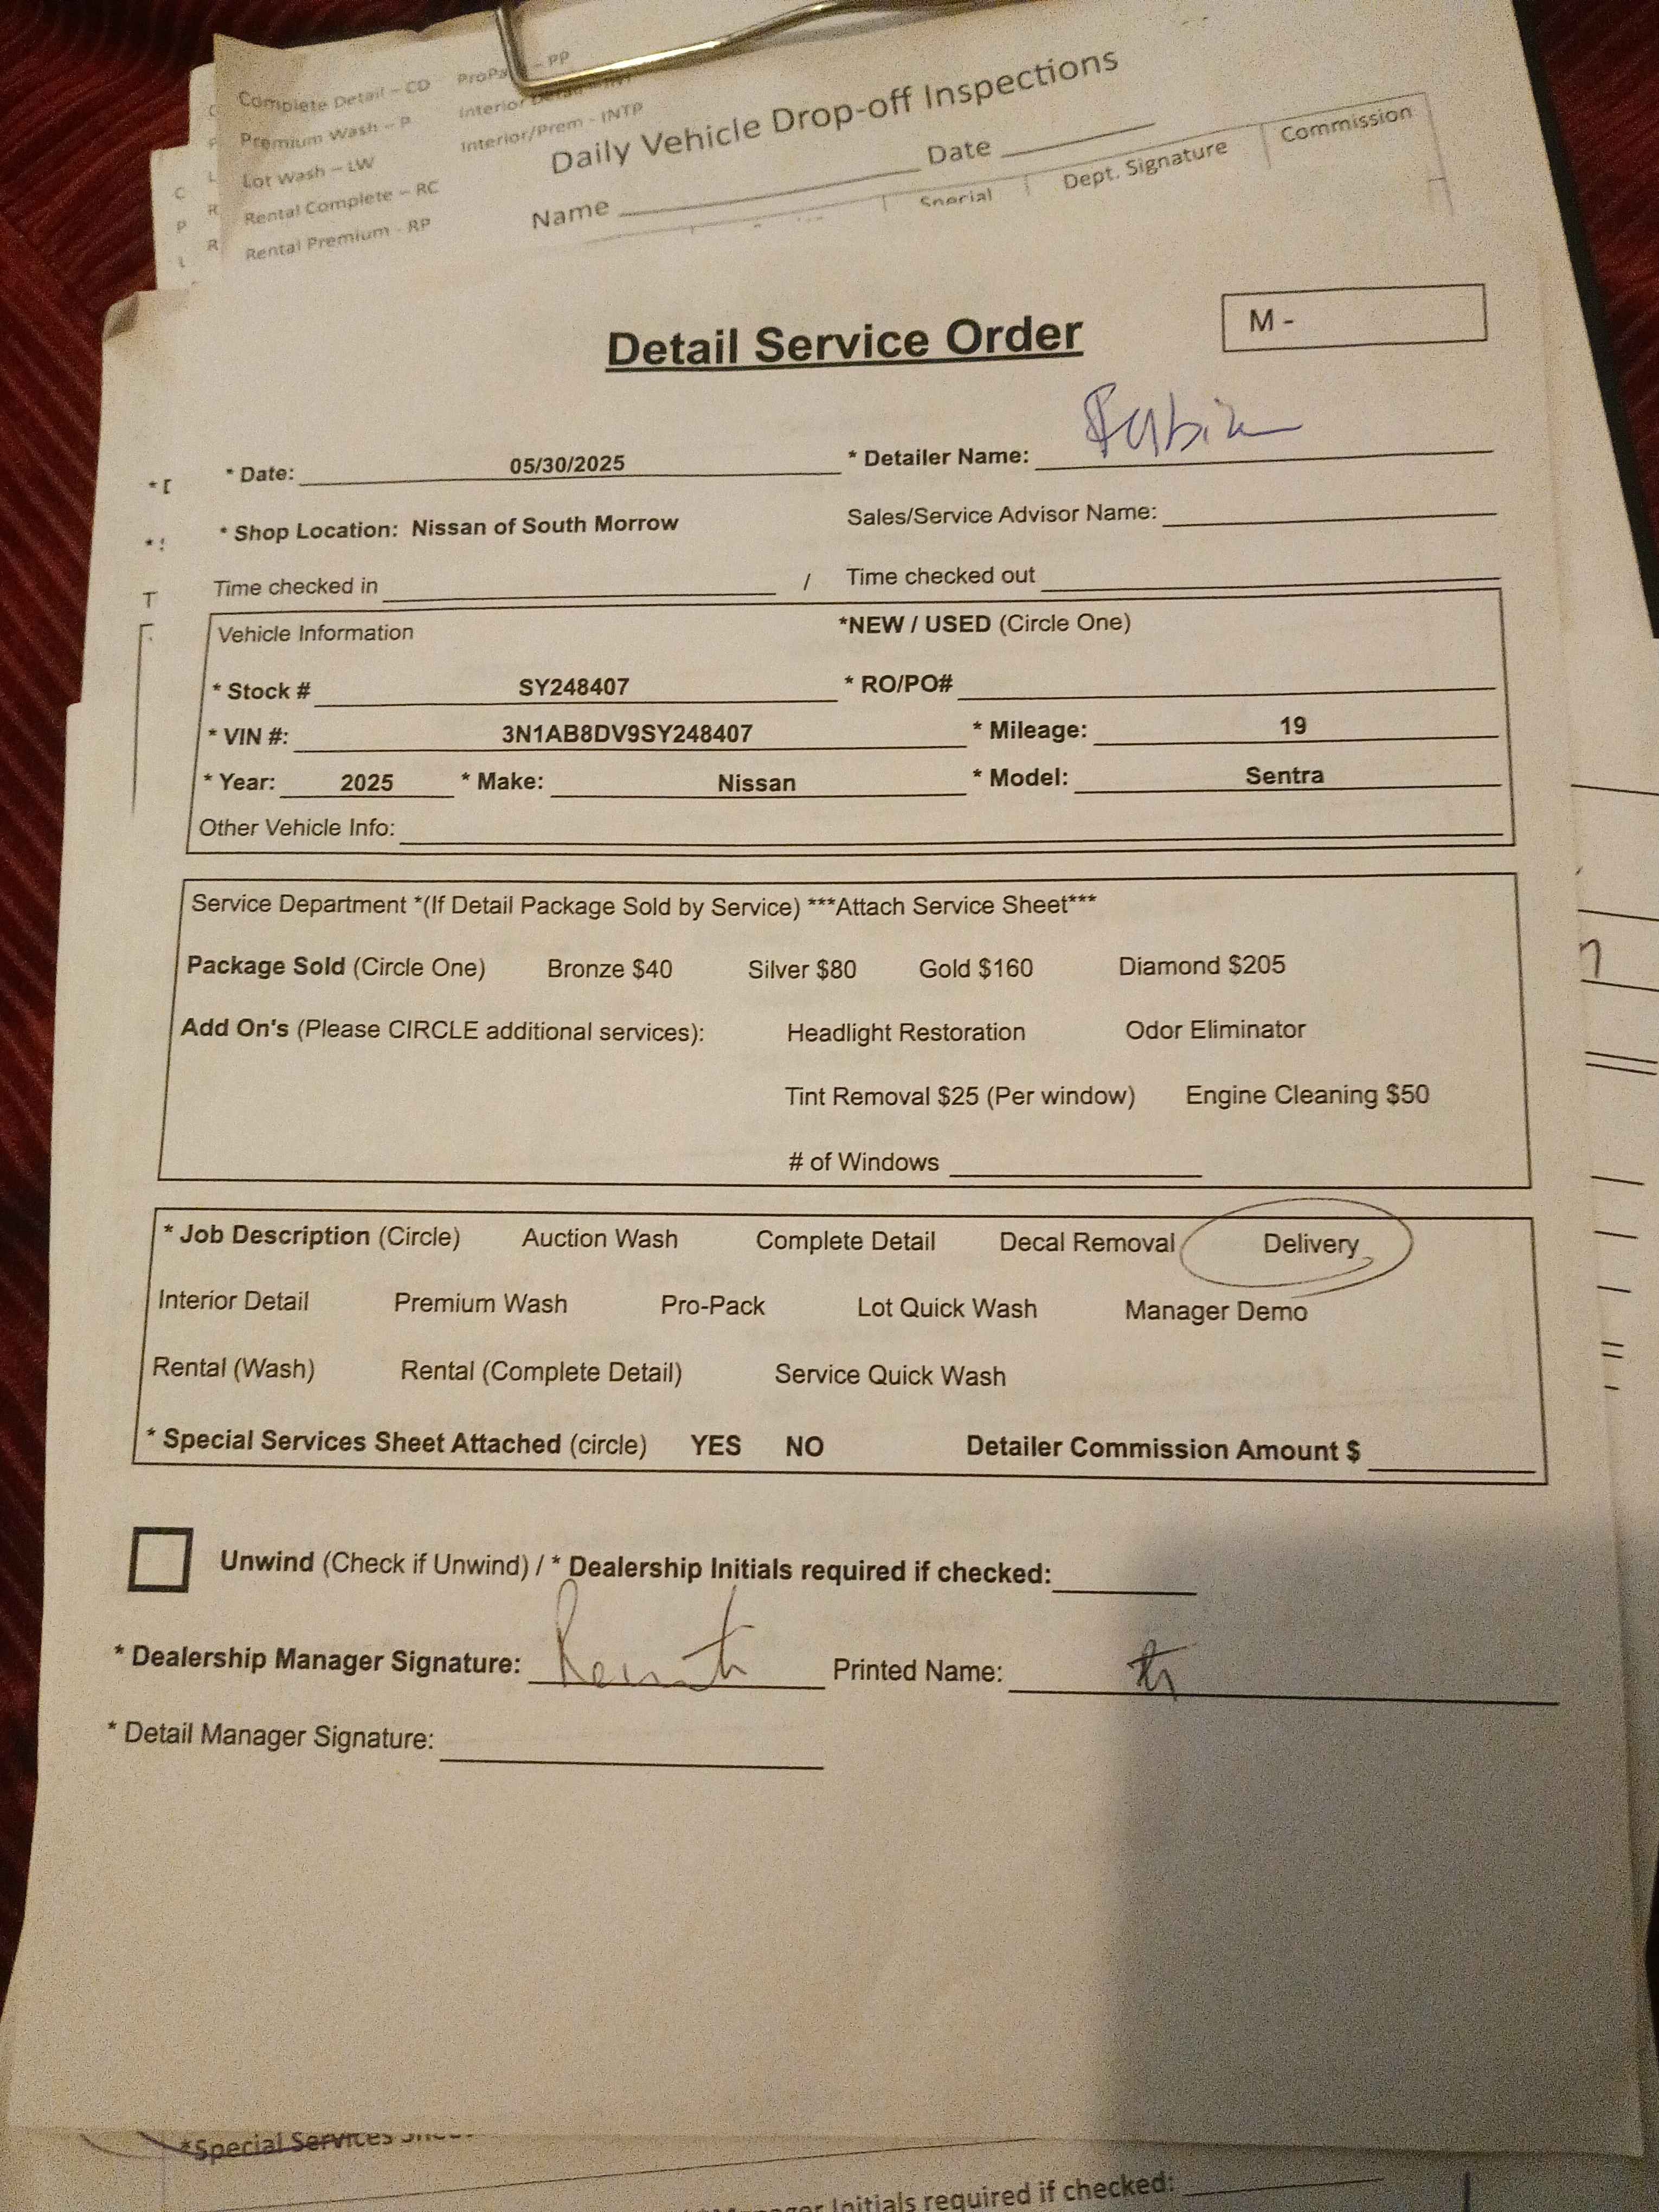 Complete Detail – CD
Premium Wash – P
Interior/Prem - INTP
Lot Wash – LW
Rental Complete – RC
Rental Premium - RP
Daily Vehicle Drop-off Inspections
Name Date
Special Dept. Signature Commission
Detail Service Order
M -
* Date: 05/30/2025 * Detailer Name: Fabian
* Shop Location: Nissan of South Morrow Sales/Service Advisor Name:
Time checked in / Time checked out
Vehicle Information *NEW / USED (Circle One)
* Stock # SY248407 * RO/PO#
* VIN #: 3N1AB8DV9SY248407 * Mileage: 19
* Year: 2025 * Make: Nissan * Model: Sentra
Other Vehicle Info:
Service Department *(If Detail Package Sold by Service) ***Attach Service Sheet***
Package Sold (Circle One) Bronze $40 Silver $80 Gold $160 Diamond $205
Add On's (Please CIRCLE additional services): Headlight Restoration Odor Eliminator
Tint Removal $25 (Per window) Engine Cleaning $50
# of Windows
* Job Description (Circle) Auction Wash Complete Detail Decal Removal Delivery
Interior Detail Premium Wash Pro-Pack Lot Quick Wash Manager Demo
Rental (Wash) Rental (Complete Detail) Service Quick Wash
* Special Services Sheet Attached (circle) YES NO Detailer Commission Amount $
Unwind (Check if Unwind) / * Dealership Initials required if checked:
* Dealership Manager Signature: Printed Name:
* Detail Manager Signature:
*Special Services
Initials required if checked: